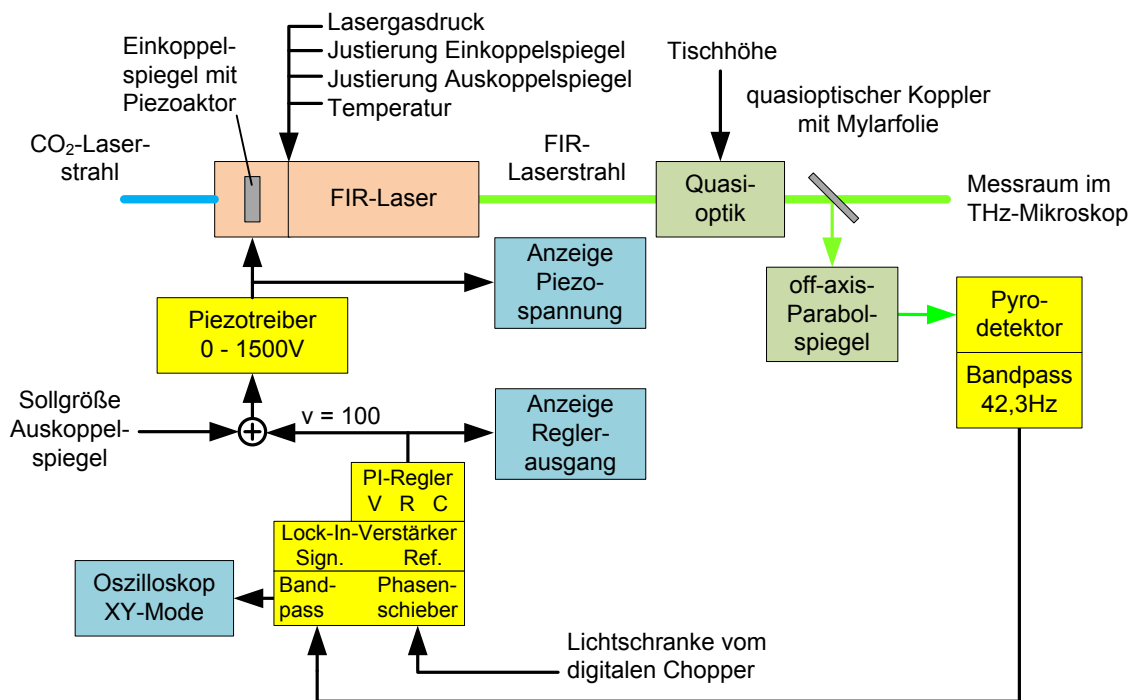 Lasergasdruck
Justierung Einkoppelspiegel
Justierung Auskoppelspiegel
Temperatur
Einkoppel-
spiegel mit
Piezoaktor
Tischhöhe
quasioptischer Koppler
mit Mylarfolie
CO₂-Laser-
strahl
FIR-Laser
FIR-
Laserstrahl
Quasi-
optik
Messraum im
THz-Mikroskop
Anzeige
Piezo-
spannung
off-axis-
Parabol-
spiegel
Pyro-
detektor
Bandpass
42,3Hz
Piezotreiber
0 - 1500V
Sollgröße
Auskoppel-
spiegel
+
v = 100
Anzeige
Regler-
ausgang
PI-Regler
V R C
Lock-In-Verstärker
Sign. Ref.
Band-
pass
Phasen-
schieber
Oszilloskop
XY-Mode
Lichtschranke vom
digitalen Chopper